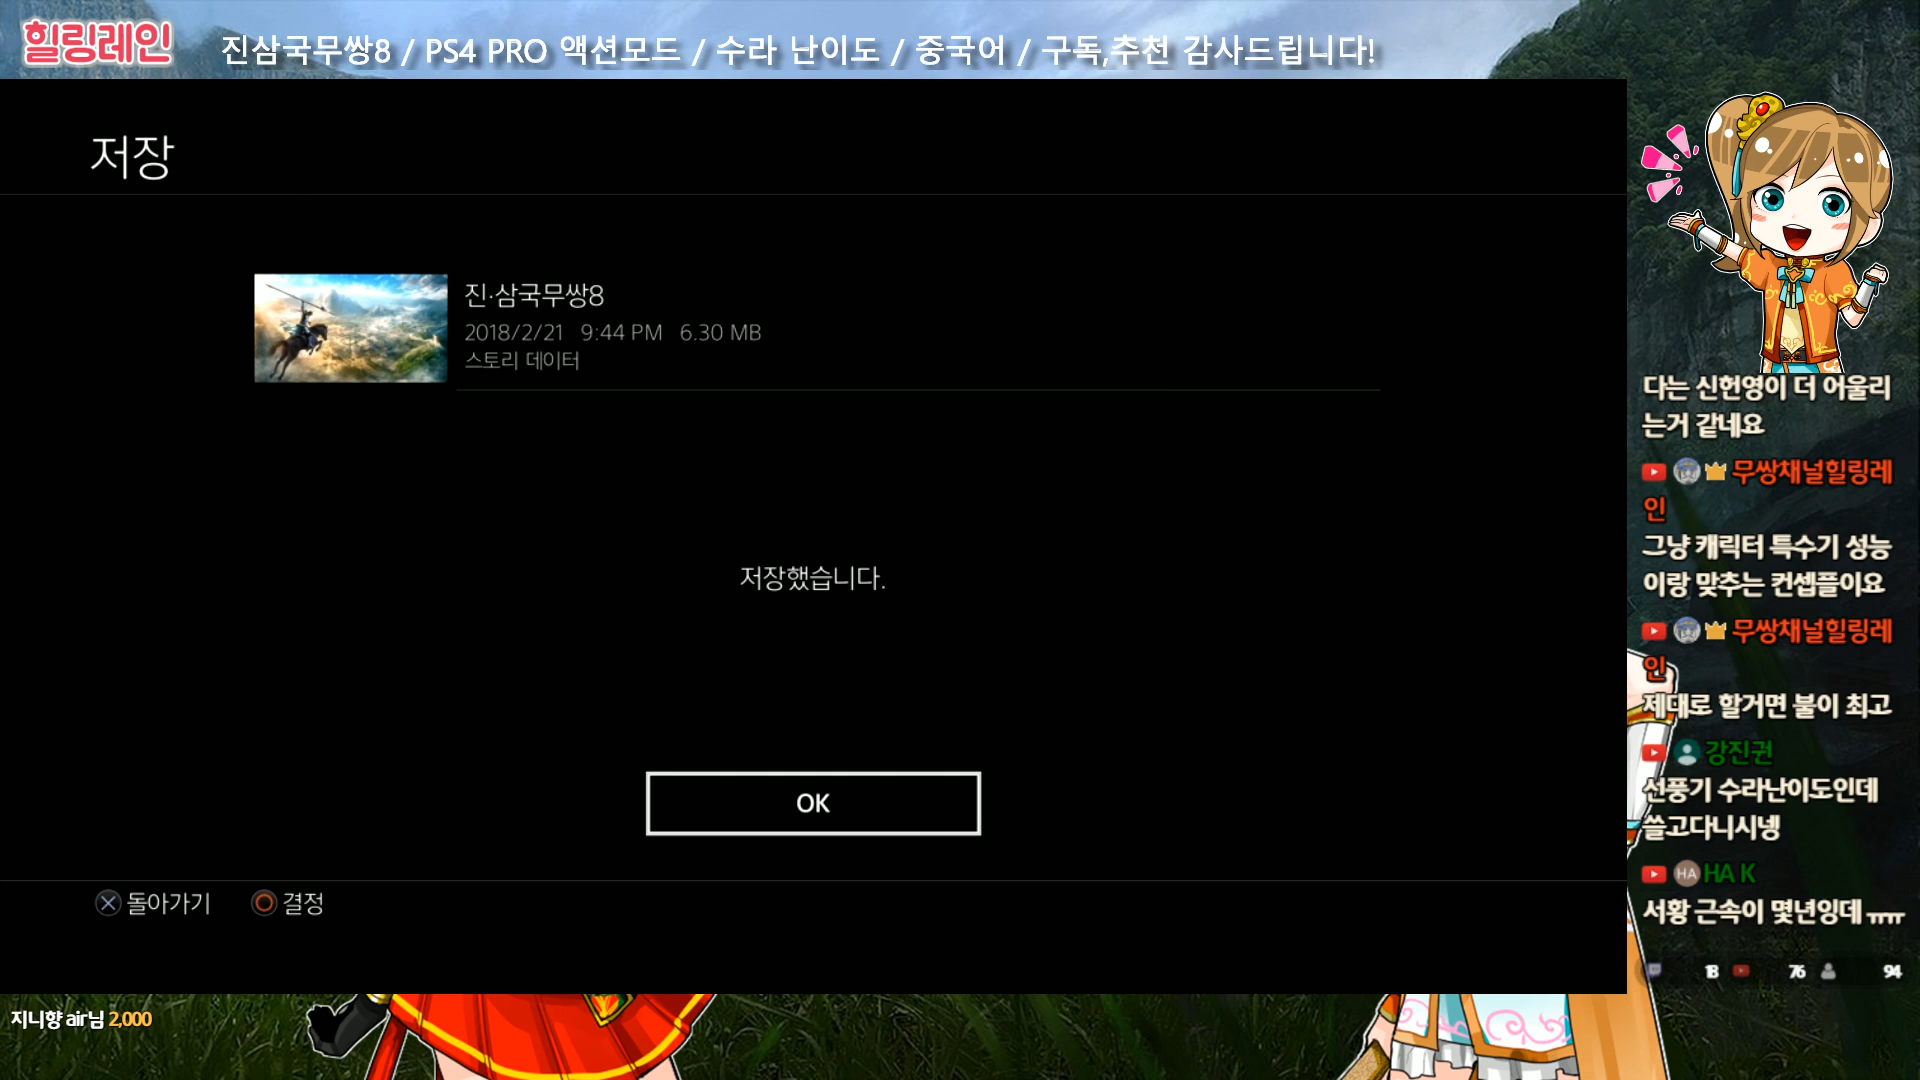 힐링레인
진삼국무쌍8 / PS4 PRO 액션모드 / 수라 난이도 / 중국어 / 구독,추천 감사드립니다!
저장
진·삼국무쌍8
2018/2/21 9:44 PM 6.30 MB
스토리 데이터
저장했습니다.
OK
돌아가기 결정
다는 신헌영이 더 어울리
는거 같네요
무쌍채널힐링레
인
그냥 캐릭터 특수기 성능
이랑 맞추는 컨셉플이요
무쌍채널힐링레
인
제대로 할거면 불이 최고
강진권
선풍기 수라난이도인데
쓸고다니시넹
HA HA K
서황 근속이 몇년잉데 ㅠㅠ
18 76 94
지니향 air님 2,000